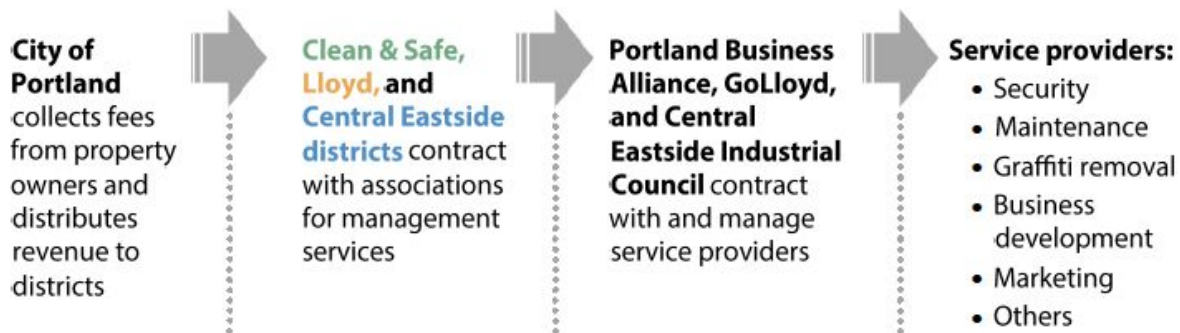 City of
Portland
collects fees
from property
owners and
distributes
revenue to
districts
Clean & Safe,
Lloyd, and
Central Eastside
districts contract
with associations
for management
services
Portland Business
Alliance, GoLloyd,
and Central
Eastside Industrial
Council contract
with and manage
service providers
Service providers:
• Security
• Maintenance
• Graffiti removal
• Business
development
• Marketing
• Others